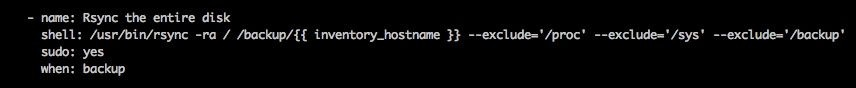 - name: Rsync the entire disk
  shell: /usr/bin/rsync -ra / /backup/{{ inventory_hostname }} --exclude='/proc' --exclude='/sys' --exclude='/backup'
  sudo: yes
  when: backup